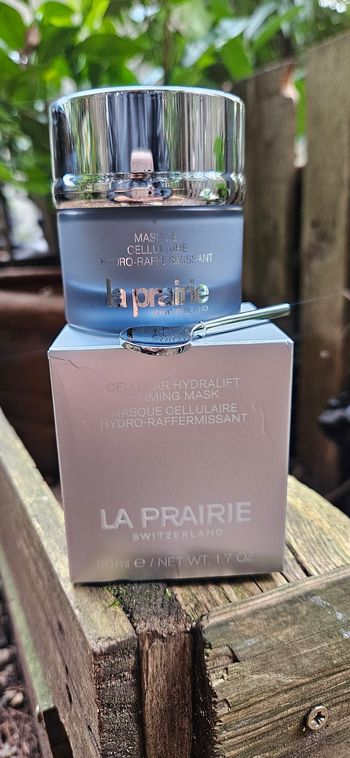 MASQUE
CELLULAIRE
HYDRO-RAFFERMISSANT
la prairie
SWITZERLAND
CELLULAR HYDRALIFT
FIRMING MASK
MASQUE CELLULAIRE
HYDRO-RAFFERMISSANT
LA PRAIRIE
SWITZERLAND
50ml e / NET WT. 1.7 OZ.